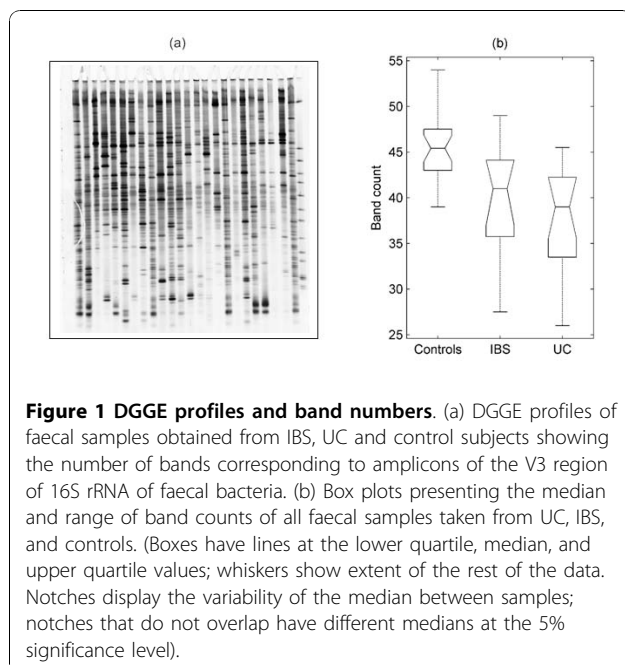 (a)
(b)
55
50
45
40
35
30
25
Band count
Controls IBS UC
Figure 1 DGGE profiles and band numbers. (a) DGGE profiles of
faecal samples obtained from IBS, UC and control subjects showing
the number of bands corresponding to amplicons of the V3 region
of 16S rRNA of faecal bacteria. (b) Box plots presenting the median
and range of band counts of all faecal samples taken from UC, IBS,
and controls. (Boxes have lines at the lower quartile, median, and
upper quartile values; whiskers show extent of the rest of the data.
Notches display the variability of the median between samples;
notches that do not overlap have different medians at the 5%
significance level).